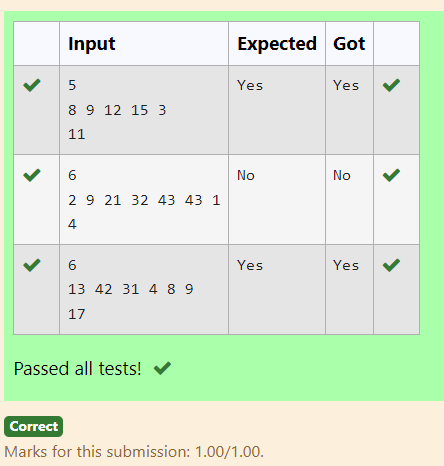 Input Expected Got
5 Yes Yes
8 9 12 15 3
11
6 No No
2 9 21 32 43 43 1
4
6 Yes Yes
13 42 31 4 8 9
17
Passed all tests!
Correct
Marks for this submission: 1.00/1.00.